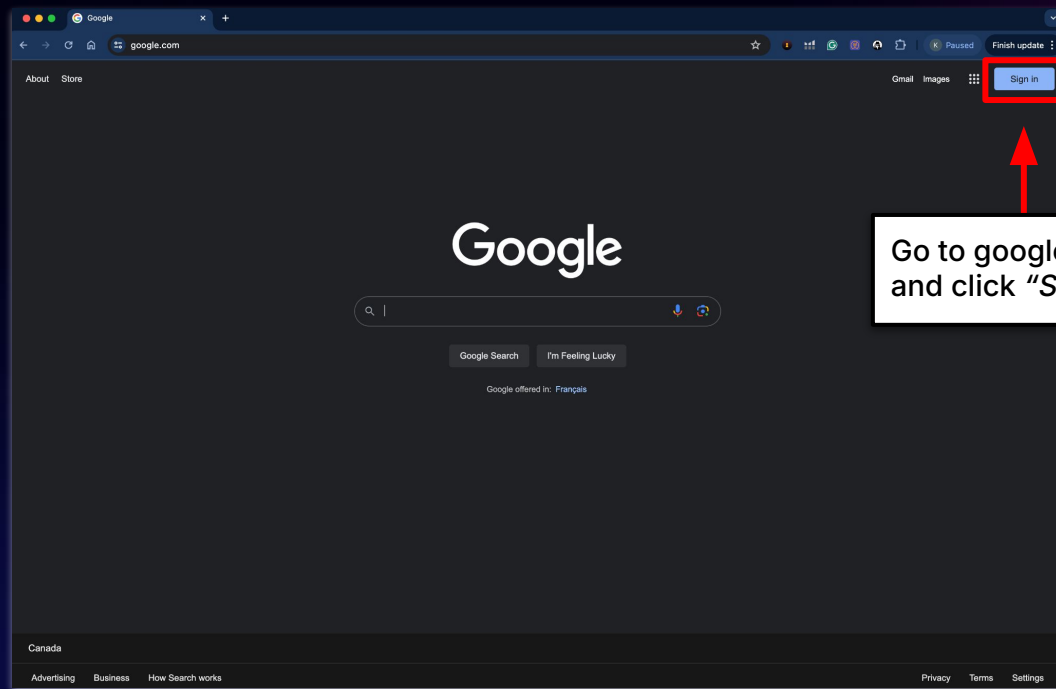 Google
google.com
K Paused Finish update
About Store
Gmail Images Sign in
Google
Go to
and click
Google Search I'm Feeling Lucky
Google offered in: Français
Canada
Advertising Business How Search works
Privacy Terms Settings